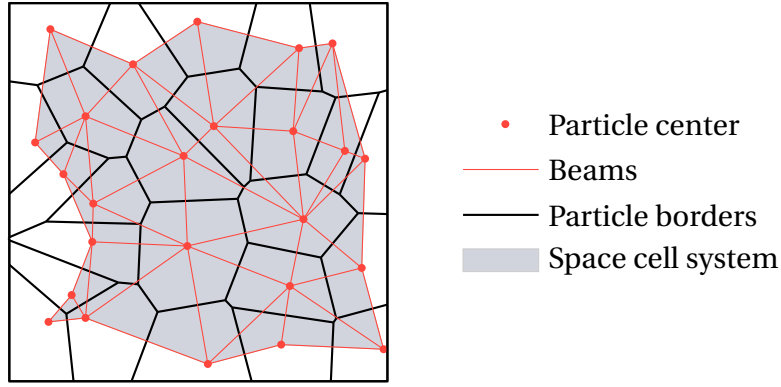 Particle center
Beams
Particle borders
Space cell system